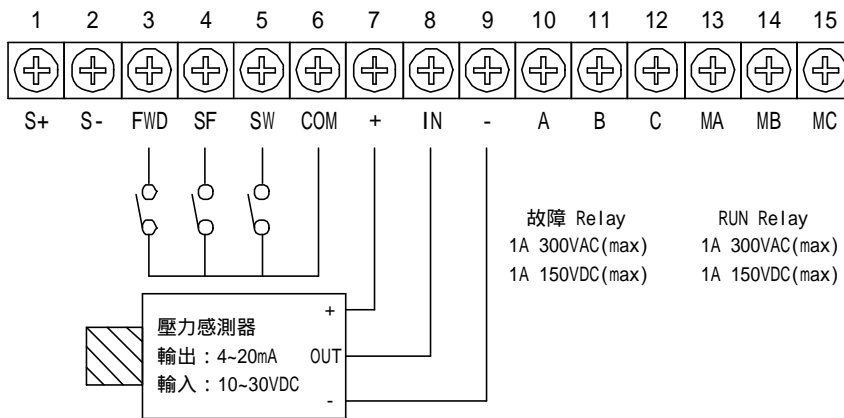 1 2 3 4 5 6 7 8 9 10 11 12 13 14 15
S+ S- FWD SF SW COM + IN - A B C MA MB MC
故障 Relay RUN Relay
1A 300VAC(max) 1A 300VAC(max)
1A 150VDC(max) 1A 150VDC(max)
+
壓力感測器
輸出：4~20mA OUT
輸入：10~30VDC
-